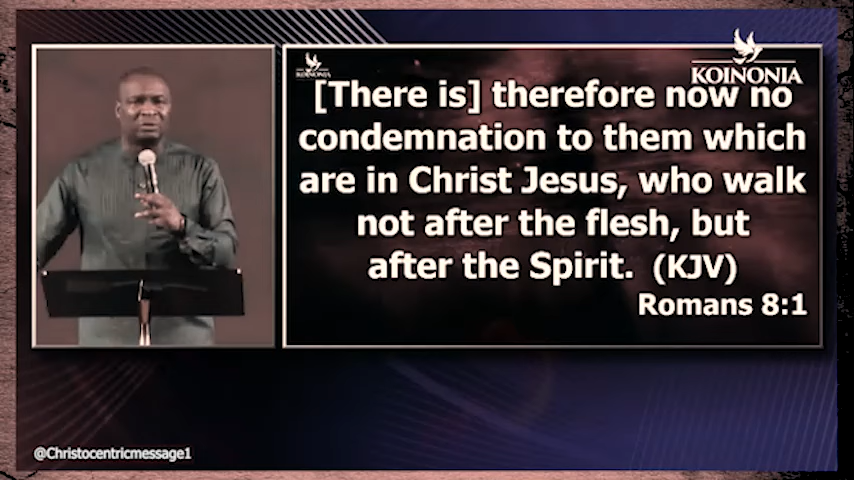 KOINONIA
KOINONIA
[There is] therefore now no
condemnation to them which
are in Christ Jesus, who walk
not after the flesh, but
after the Spirit. (KJV)
Romans 8:1
@Christocentricmessage1